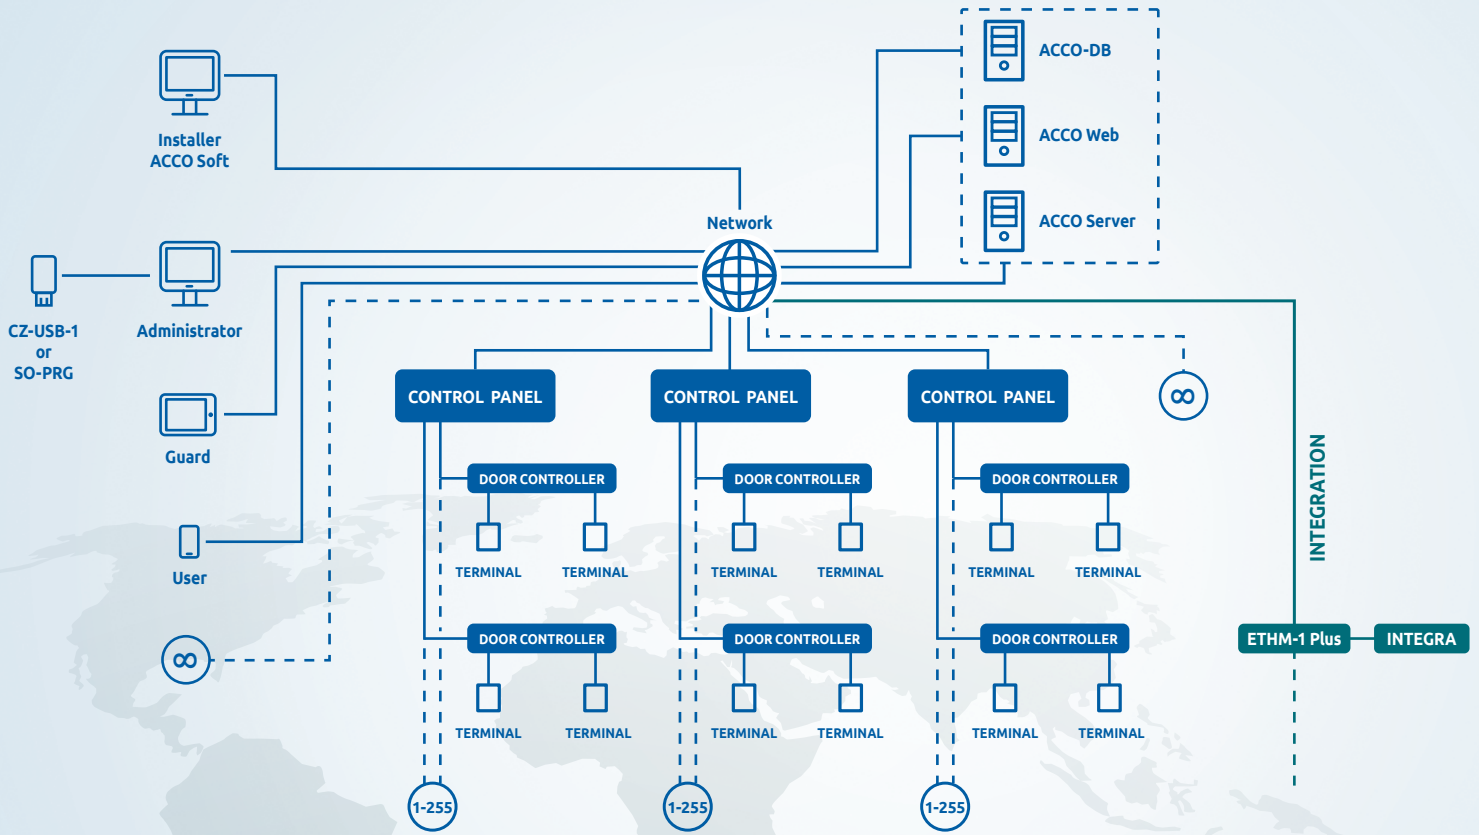 ACCO-DB
ACCO Web
ACCO Server
Installer
ACCO Soft
Network
CZ-USB-1
or
SO-PRG
Administrator
Guard
User
∞
CONTROL PANEL
CONTROL PANEL
CONTROL PANEL
∞
DOOR CONTROLLER
DOOR CONTROLLER
DOOR CONTROLLER
TERMINAL
TERMINAL
TERMINAL
TERMINAL
TERMINAL
TERMINAL
DOOR CONTROLLER
DOOR CONTROLLER
DOOR CONTROLLER
TERMINAL
TERMINAL
TERMINAL
TERMINAL
TERMINAL
TERMINAL
1-255
1-255
1-255
INTEGRATION
ETHM-1 Plus
INTEGRA